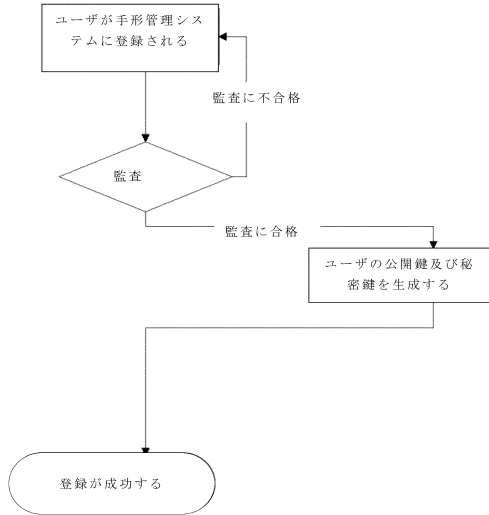 ユーザが手形管理シス
テムに登録される
監査に不合格
監査
監査に合格
ユーザの公開鍵及び秘
密鍵を生成する
登録が成功する